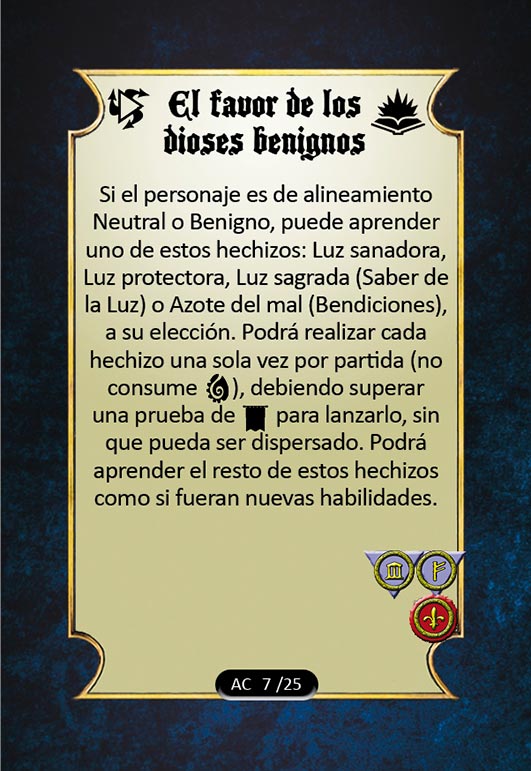 El favor de los
dioses benignos
Si el personaje es de alineamiento
Neutral o Benigno, puede aprender
uno de estos hechizos: Luz sanadora,
Luz protectora, Luz sagrada (Saber de
la Luz) o Azote del mal (Bendiciones),
a su elección. Podrá realizar cada
hechizo una sola vez por partida (no
consume ), debiendo superar
una prueba de para lanzarlo, sin
que pueda ser dispersado. Podrá
aprender el resto de estos hechizos
como si fueran nuevas habilidades.
AC 7 /25